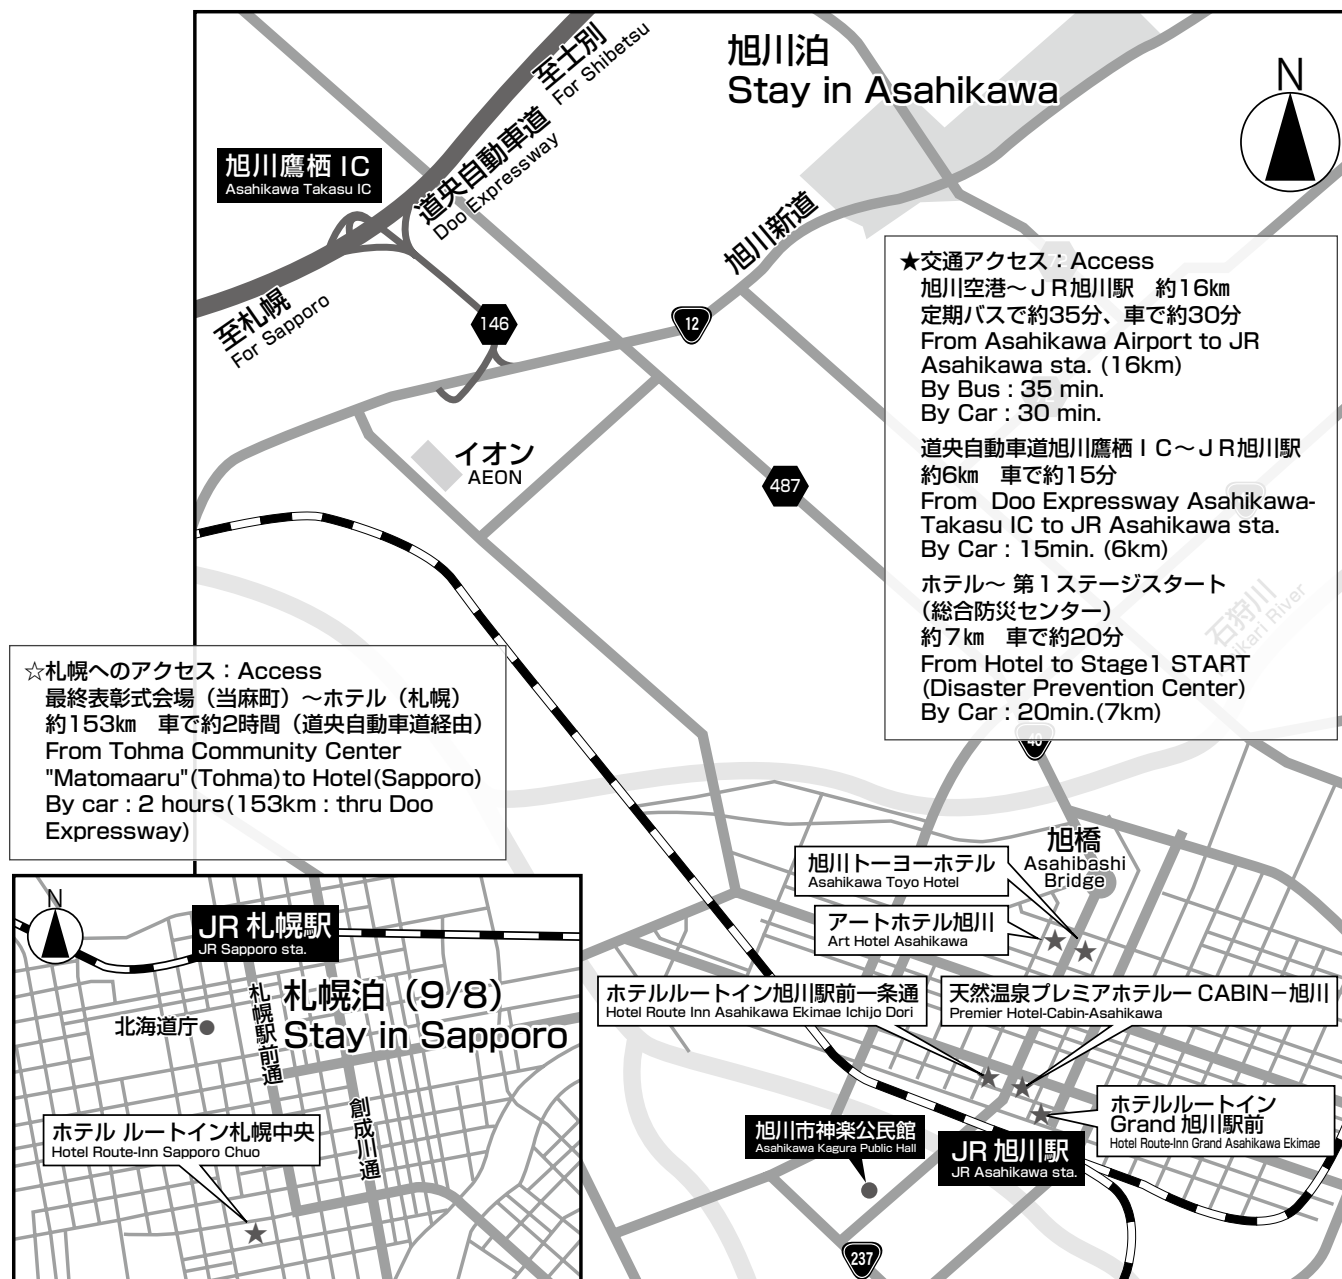 旭川泊
Stay in Asahikawa
N
至士別
For Shibetsu
道央自動車道
Doo Expressway
旭川鷹栖 IC
Asahikawa Takasu IC
至札幌
For Sapporo
旭川新道
146
12
487
イオン
AEON
★交通アクセス：Access
旭川空港〜ＪＲ旭川駅　約16㎞
定期バスで約35分、車で約30分
From Asahikawa Airport to JR
Asahikawa sta. (16km)
By Bus : 35 min.
By Car : 30 min.
道央自動車道旭川鷹栖ＩＣ〜ＪＲ旭川駅
約6㎞　車で約15分
From Doo Expressway Asahikawa-
Takasu IC to JR Asahikawa sta.
By Car : 15min. (6km)
ホテル〜 第１ステージスタート
（総合防災センター）
約７㎞　車で約20分
From Hotel to Stage1 START
(Disaster Prevention Center)
By Car : 20min.(7km)
石狩川
River
40
☆札幌へのアクセス：Access
最終表彰式会場（当麻町）〜ホテル（札幌）
約153㎞　車で約2時間（道央自動車道経由）
From Tohma Community Center
"Matomaaru"(Tohma)to Hotel(Sapporo)
By car : 2 hours(153km : thru Doo
Expressway)
旭橋
Asahibashi
Bridge
旭川トーヨーホテル
Asahikawa Toyo Hotel
アートホテル旭川
Art Hotel Asahikawa
ホテルルートイン旭川駅前一条通
Hotel Route Inn Asahikawa Ekimae Ichijo Dori
天然温泉プレミアホテルー CABINー旭川
Premier Hotel-Cabin-Asahikawa
ホテルルートイン
Grand 旭川駅前
Hotel Route-Inn Grand Asahikawa Ekimae
旭川市神楽公民館
Asahikawa Kagura Public Hall
JR 旭川駅
JR Asahikawa sta.
237
N
JR 札幌駅
JR Sapporo sta.
札幌泊（9/8）
Stay in Sapporo
札幌駅前通
北海道庁
創成川通
ホテル ルートイン札幌中央
Hotel Route-Inn Sapporo Chuo